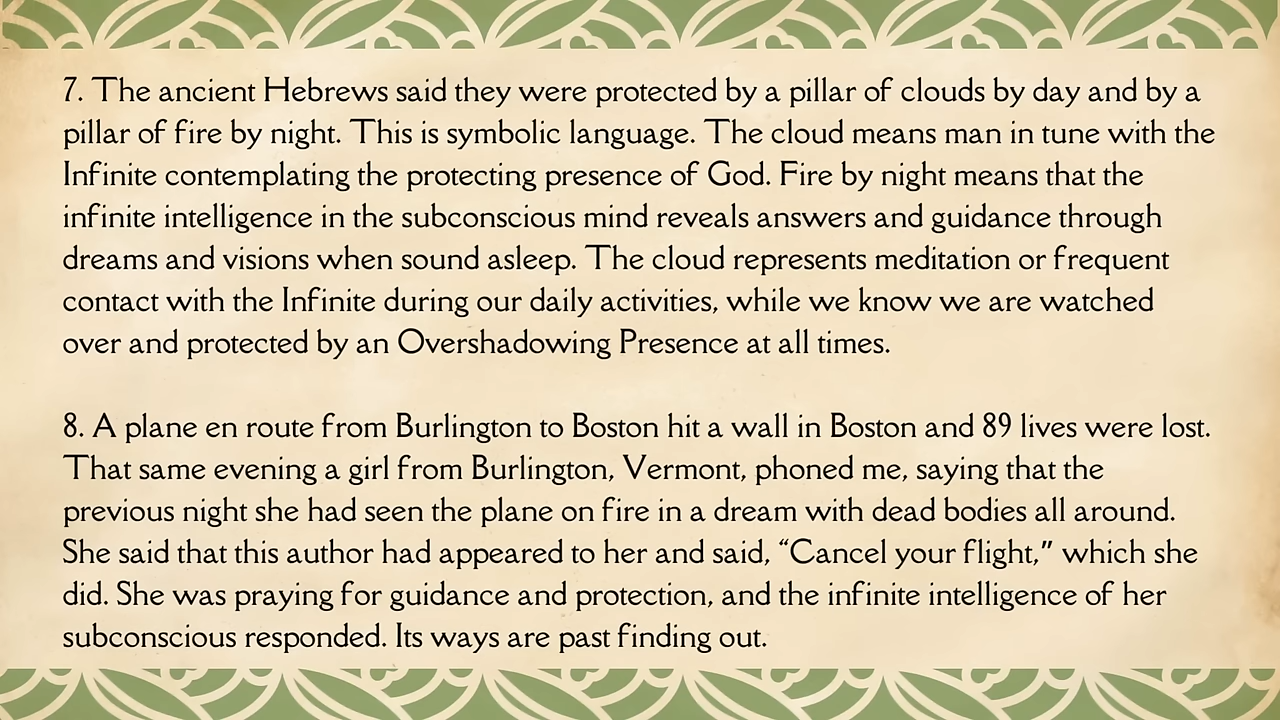 7. The ancient Hebrews said they were protected by a pillar of clouds by day and by a
pillar of fire by night. This is symbolic language. The cloud means man in tune with the
Infinite contemplating the protecting presence of God. Fire by night means that the
infinite intelligence in the subconscious mind reveals answers and guidance through
dreams and visions when sound asleep. The cloud represents meditation or frequent
contact with the Infinite during our daily activities, while we know we are watched
over and protected by an Overshadowing Presence at all times.
8. A plane en route from Burlington to Boston hit a wall in Boston and 89 lives were lost.
That same evening a girl from Burlington, Vermont, phoned me, saying that the
previous night she had seen the plane on fire in a dream with dead bodies all around.
She said that this author had appeared to her and said, “Cancel your flight,” which she
did. She was praying for guidance and protection, and the infinite intelligence of her
subconscious responded. Its ways are past finding out.